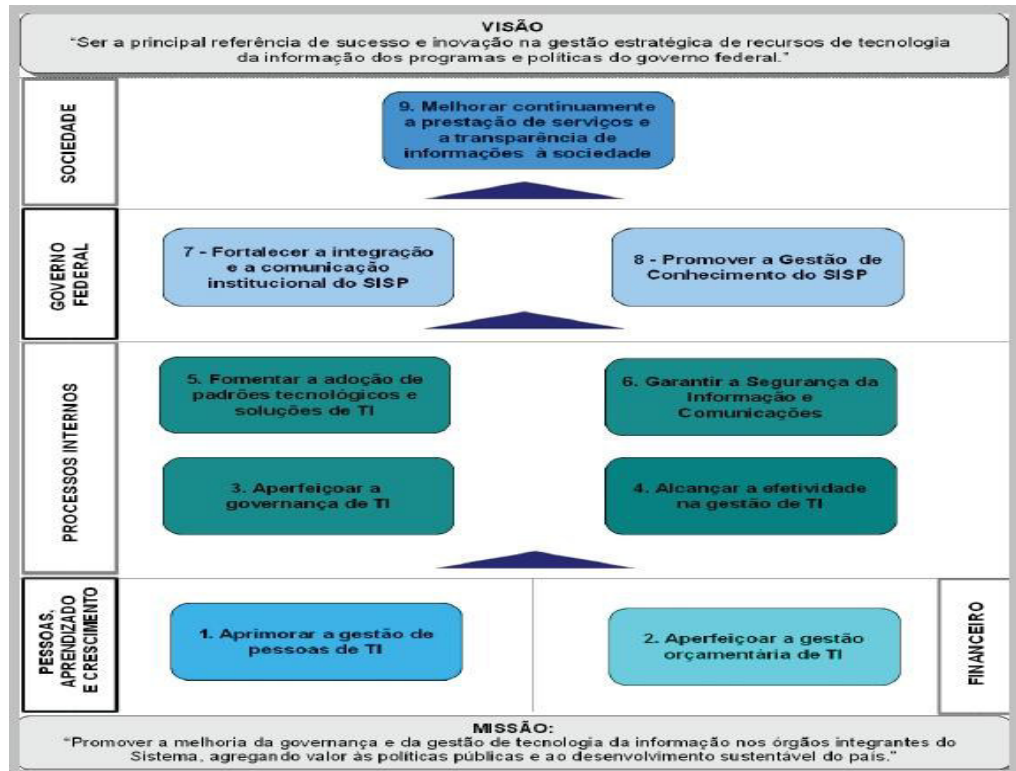 VISÃO
"Ser a principal referência de sucesso e inovação na gestão estratégica de recursos de tecnologia
da informação dos programas e políticas do governo federal."
SOCIEDADE
9. Melhorar continuamente
a prestação de serviços e
a transparência de
informações à sociedade
GOVERNO
FEDERAL
7 - Fortalecer a integração
e a comunicação
institucional do SISP
8 - Promover a Gestão de
Conhecimento do SISP
PROCESSOS INTERNOS
5. Fomentar a adoção de
padrões tecnológicos e
soluções de TI
6. Garantir a Segurança da
Informação e
Comunicações
3. Aperfeiçoar a
governança de TI
4. Alcançar a efetividade
na gestão de TI
PESSOAS,
APRENDIZADO
E CRESCIMENTO
1. Aprimorar a gestão de
pessoas de TI
2. Aperfeiçoar a gestão
orçamentária de TI
FINANCEIRO
MISSÃO:
"Promover a melhoria da governança e da gestão de tecnologia da informação nos órgãos integrantes do
Sistema, agregando valor às políticas públicas e ao desenvolvimento sustentável do país."